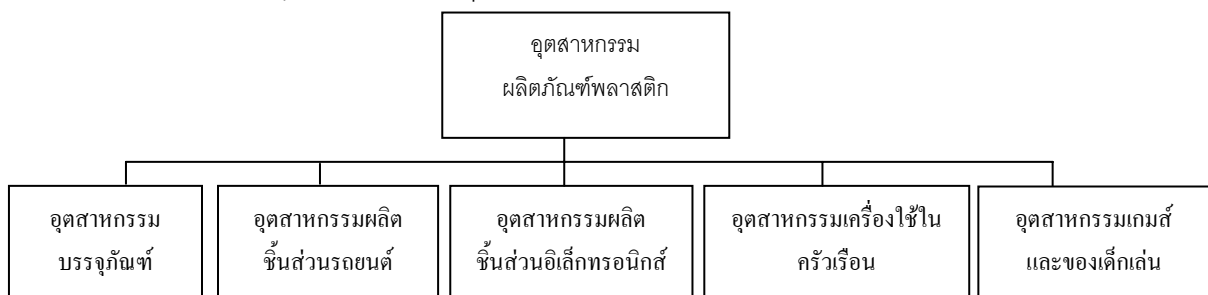 อุตสาหกรรม
ผลิตภัณฑ์พลาสติก
อุตสาหกรรม
บรรจุภัณฑ์
อุตสาหกรรมผลิต
ชิ้นส่วนรถยนต์
อุตสาหกรรมผลิต
ชิ้นส่วนอิเล็กทรอนิกส์
อุตสาหกรรมเครื่องใช้ใน
ครัวเรือน
อุตสาหกรรมเกมส์
และของเด็กเล่น